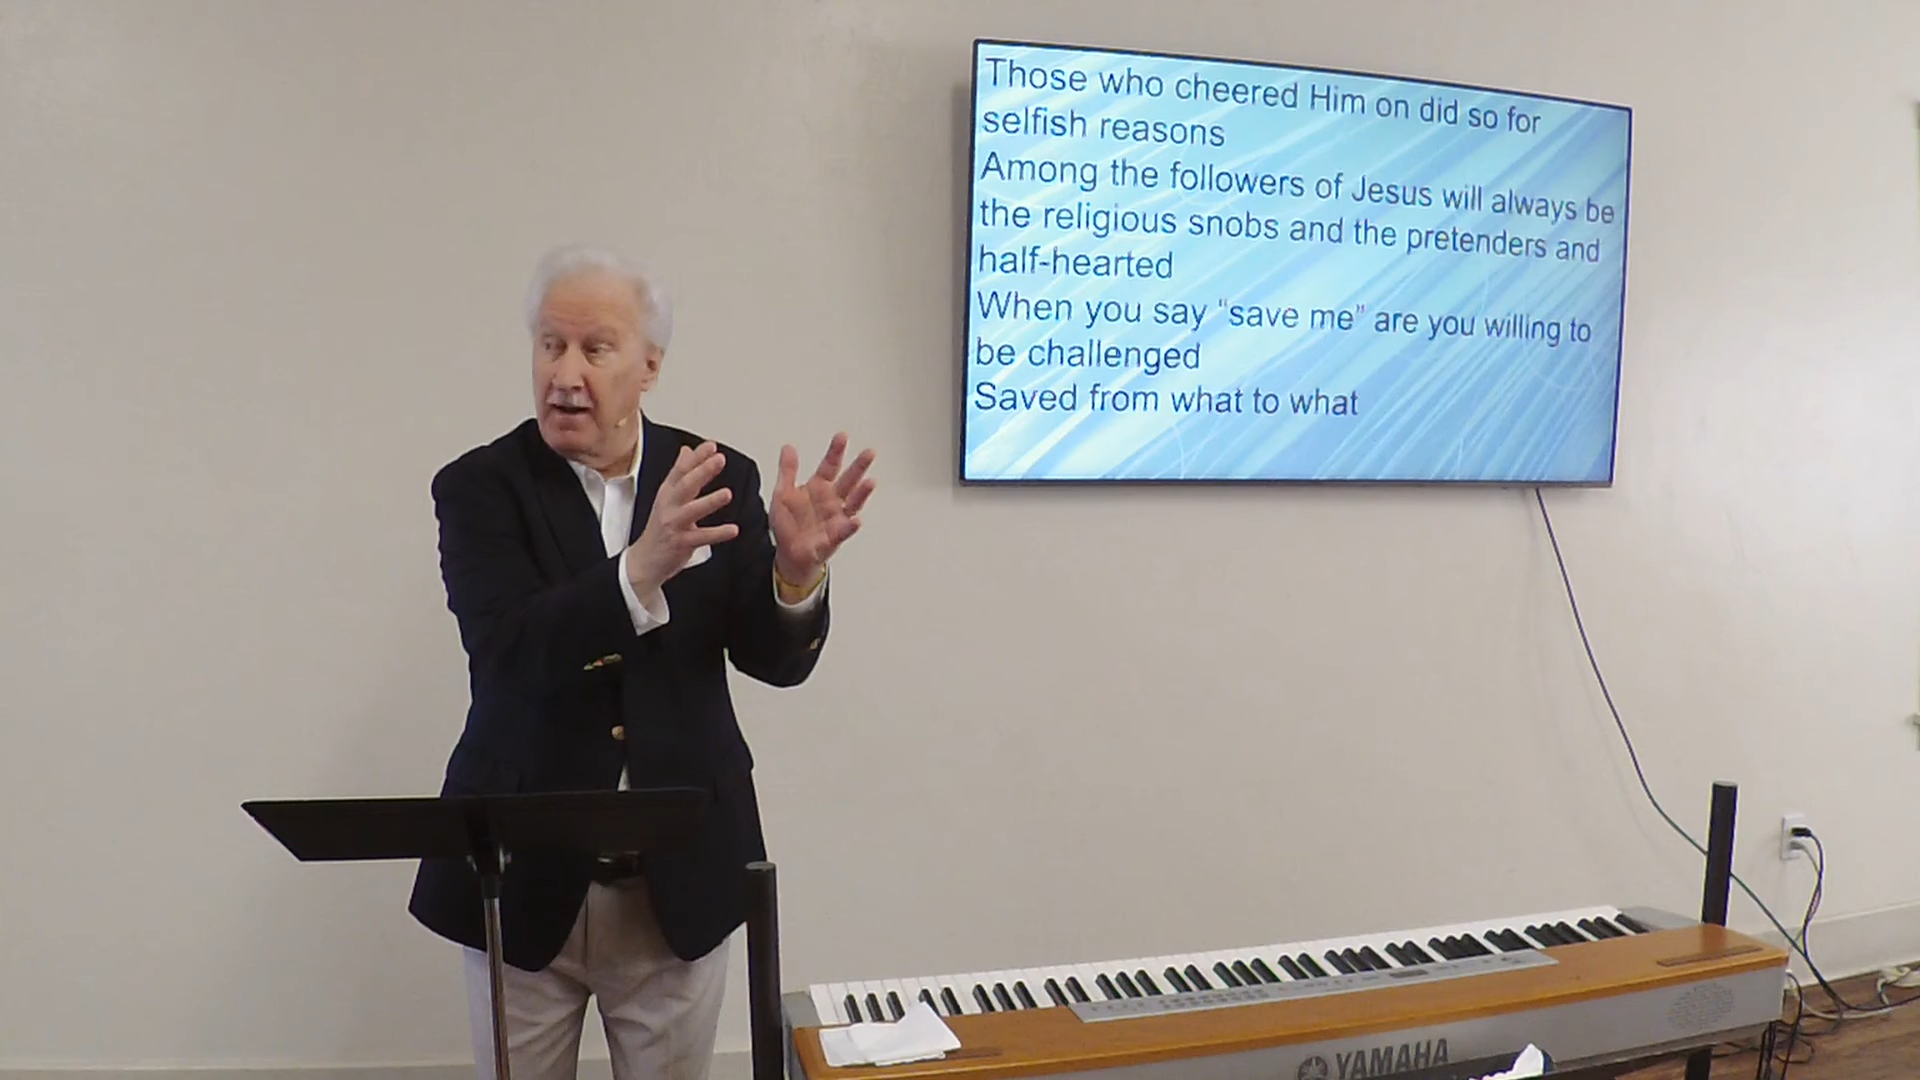 Those who cheered Him on did so for
selfish reasons
Among the followers of Jesus will always be
the religious snobs and the pretenders and
half-hearted
When you say “save me” are you willing to
be challenged
Saved from what to what
YAMAHA